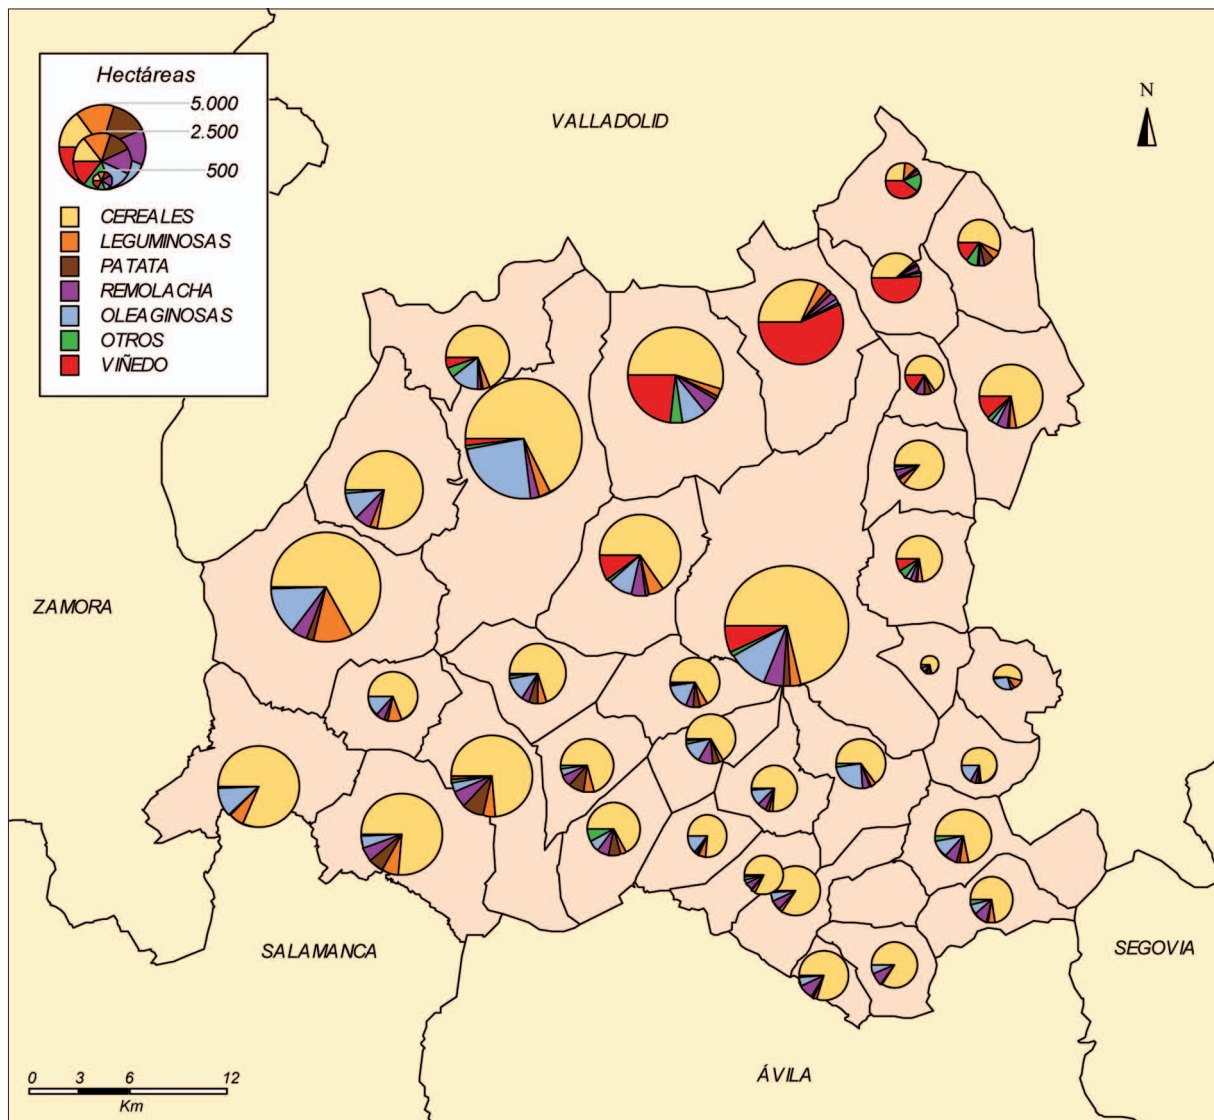 Hectáreas
5.000
2.500
500
CEREALES
LEGUMINOSAS
PATATA
REMOLACHA
OLEAGINOSAS
OTROS
VIÑEDO
VALLADOLID
N
ZAMORA
SALAMANCA
SEGOVIA
ÁVILA
0 3 6 12
Km